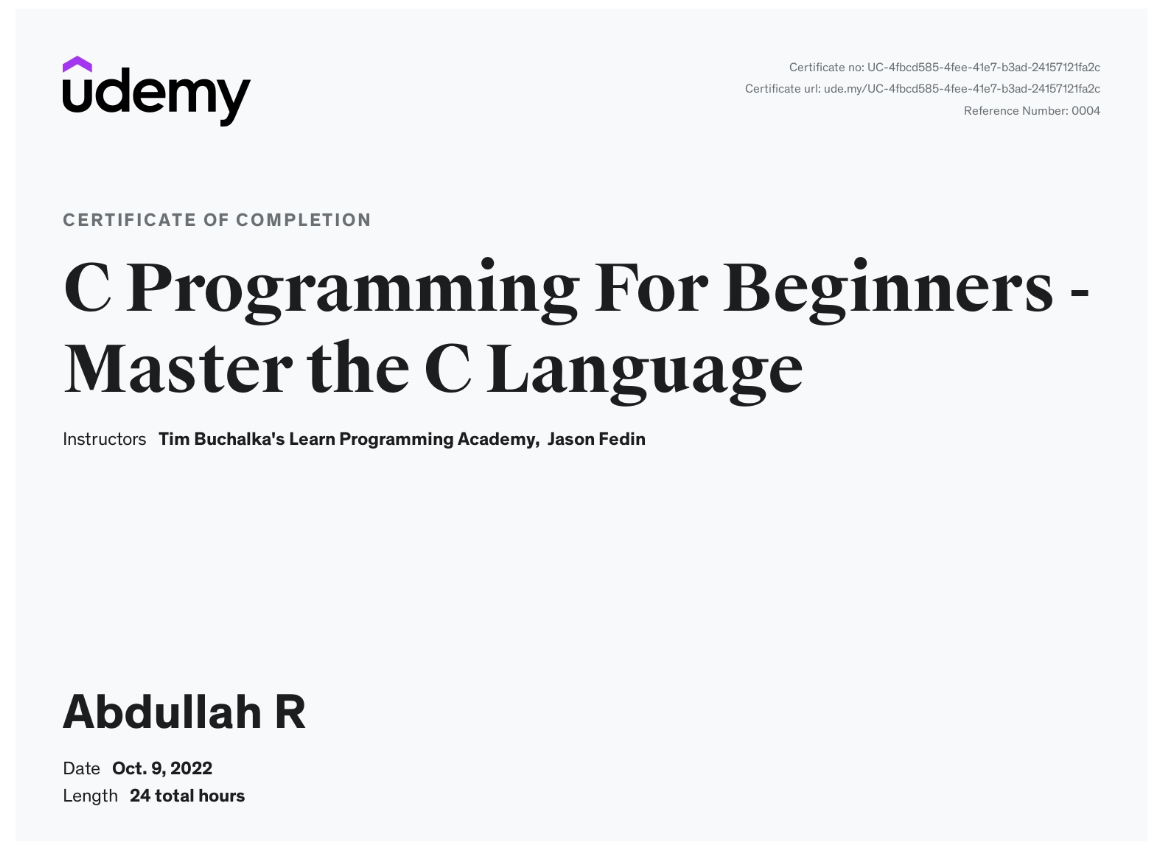 udemy
Certificate no: UC-4fbcd585-4fee-41e7-b3ad-24157121fa2c
Certificate url: ude.my/UC-4fbcd585-4fee-41e7-b3ad-24157121fa2c
Reference Number: 0004
CERTIFICATE OF COMPLETION
C Programming For Beginners -
Master the C Language
Instructors Tim Buchalka's Learn Programming Academy, Jason Fedin
Abdullah R
Date Oct. 9, 2022
Length 24 total hours